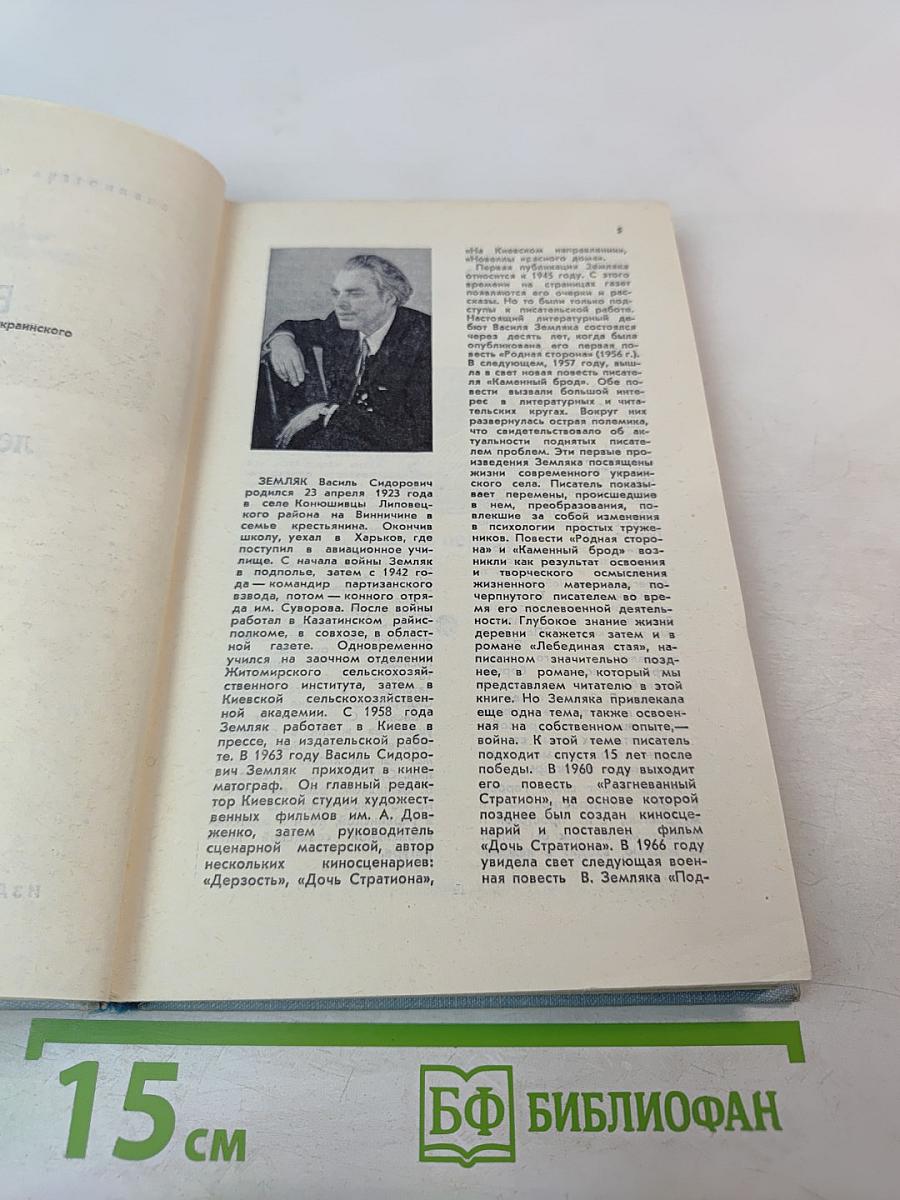 краинского
5
ЗЕМЛЯК Василь Сидорович
родился 23 апреля 1923 года
в селе Конюшивцы Липовец-
кого района на Винничине в
семье крестьянина. Окончив
школу, уехал в Харьков, где
поступил в авиационное учи-
лище. С начала войны Земляк
в подполье, затем с 1942 го-
да — командир партизанского
взвода, потом — конного отря-
да им. Суворова. После войны
работал в Казатинском райис-
полкоме, в совхозе, в област-
ной газете. Одновременно
учился на заочном отделении
Житомирского сельскохозяй-
ственного института, затем в
Киевской сельскохозяйствен-
ной академии. С 1958 года
Земляк работает в Киеве в
прессе, на издательской рабо-
те. В 1963 году Василь Сидоро-
вич Земляк приходит в кине-
матограф. Он главный редак-
тор Киевской студии художест-
венных фильмов им. А. Дов-
женко, затем руководитель
сценарной мастерской, автор
нескольких киносценариев:
«Дерзость», «Дочь Стратиона»,
«На Киевском направлении»,
«Новеллы красного дома».
Первая публикация Земляка
относится к 1945 году. С этого
времени на страницах газет
появляются его очерки и рас-
сказы. Но то были только под-
ступы к писательской работе.
Настоящий литературный де-
бют Василя Земляка состоялся
через десять лет, когда была
опубликована его первая по-
весть «Родная сторона» (1956 г.).
В следующем, 1957 году, выш-
ла в свет новая повесть писате-
ля «Каменный брод». Обе по-
вести вызвали большой инте-
рес в литературных и чита-
тельских кругах. Вокруг них
развернулась острая полемика,
что свидетельствовало об ак-
туальности поднятых писате-
лем проблем. Эти первые про-
изведения Земляка посвящены
жизни современного украин-
ского села. Писатель показы-
вает перемены, происшедшие
в нем, преобразования, по-
влекшие за собой изменения
в психологии простых труже-
ников. Повести «Родная сторо-
на» и «Каменный брод» воз-
никли как результат освоения
и творческого осмысления
жизненного материала, по-
черпнутого писателем во вре-
мя его послевоенной деятель-
ности. Глубокое знание жизни
деревни скажется затем и в
романе «Лебединая стая», на-
писанном значительно позд-
нее, в романе, который мы
представляем читателю в этой
книге. Но Земляка привлекала
еще одна тема, также освоен-
ная на собственном опыте,—
война. К этой теме писатель
подходит спустя 15 лет после
победы. В 1960 году выходит
его повесть «Разгневанный
Стратион», на основе которой
позднее был создан киносце-
нарий и поставлен фильм
«Дочь Стратиона». В 1966 году
увидела свет следующая воен-
ная повесть В. Земляка «Под-
15 см
БФ БИБЛИОФАН